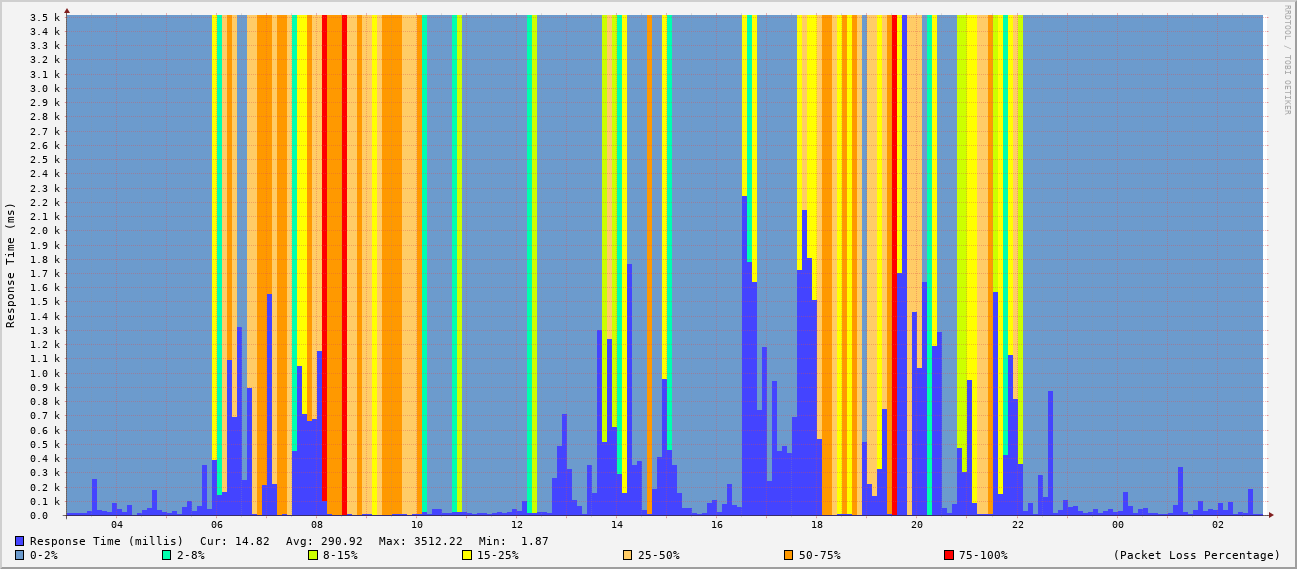 RRDTOOL / TOBI OETIKER
Response Time (ms)
3.5 k
3.4 k
3.2 k
3.1 k
3.0 k
2.9 k
2.8 k
2.7 k
2.6 k
2.5 k
2.4 k
2.3 k
2.2 k
2.1 k
2.0 k
1.9 k
1.8 k
1.7 k
1.6 k
1.5 k
1.4 k
1.3 k
1.2 k
1.1 k
1.0 k
0.9 k
0.8 k
0.7 k
0.6 k
0.5 k
0.4 k
0.3 k
0.2 k
0.1 k
0.0
04 06 08 10 12 14 16 18 20 22 00 02
Response Time (millis) Cur: 14.82 Avg: 290.92 Max: 3512.22 Min: 1.87
0-2% 2-8% 8-15% 15-25% 25-50% 50-75% 75-100% (Packet Loss Percentage)